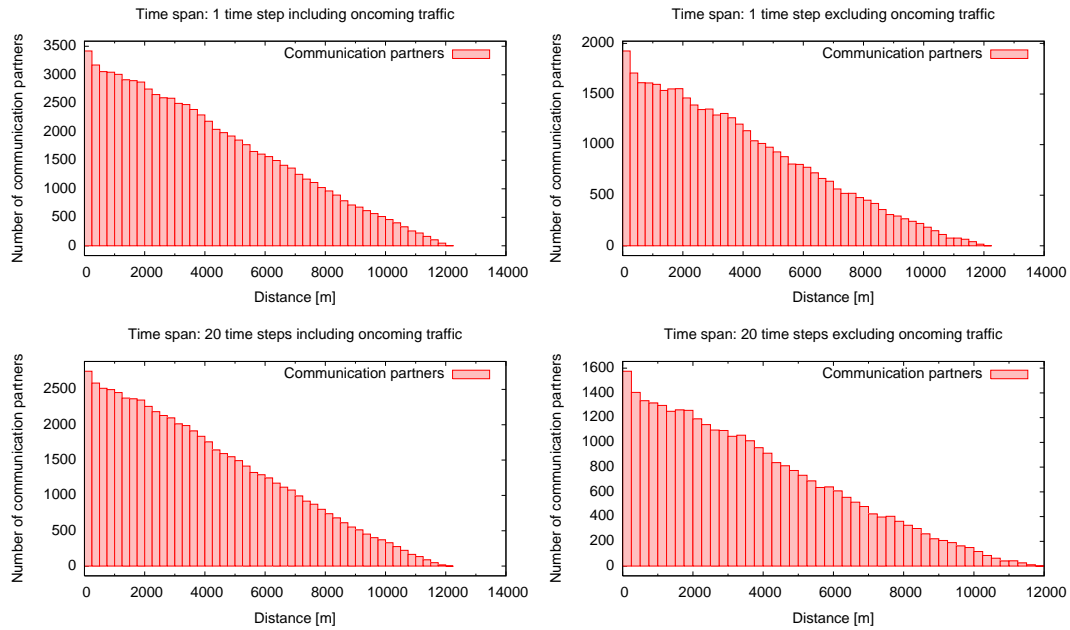 Time span: 1 time step including oncoming traffic
Number of communication partners
3500
3000
2500
2000
1500
1000
500
0
Communication partners
0 2000 4000 6000 8000 10000 12000 14000
Distance [m]
Time span: 1 time step excluding oncoming traffic
Number of communication partners
2000
1500
1000
500
0
Communication partners
0 2000 4000 6000 8000 10000 12000 14000
Distance [m]
Time span: 20 time steps including oncoming traffic
Number of communication partners
2500
2000
1500
1000
500
0
Communication partners
0 2000 4000 6000 8000 10000 12000 14000
Distance [m]
Time span: 20 time steps excluding oncoming traffic
Number of communication partners
1600
1400
1200
1000
800
600
400
200
0
Communication partners
0 2000 4000 6000 8000 10000 12000
Distance [m]